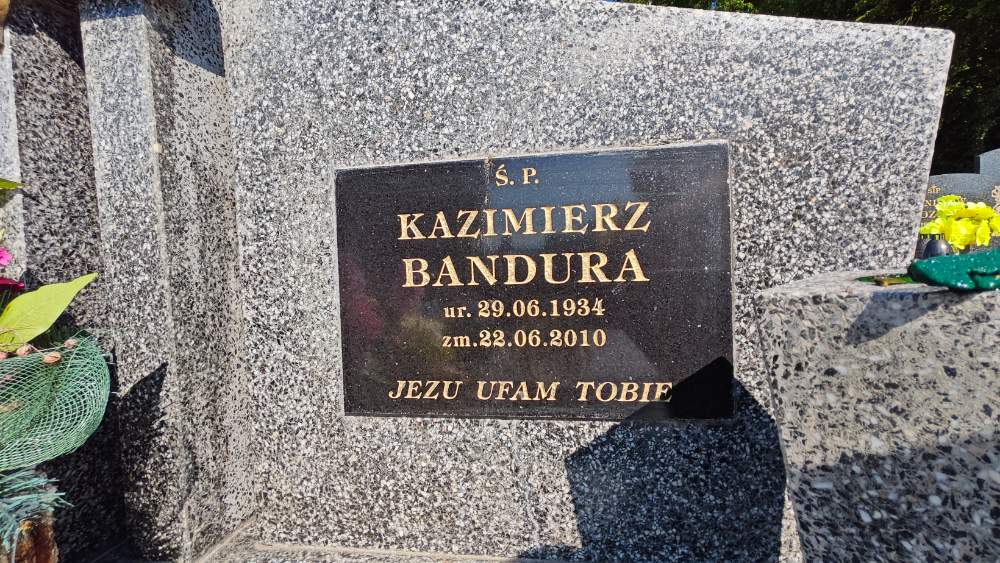 Ś. P.
KAZIMIERZ
BANDURA
ur. 29.06.1934
zm.22.06.2010
JEZU UFAM TOBIE